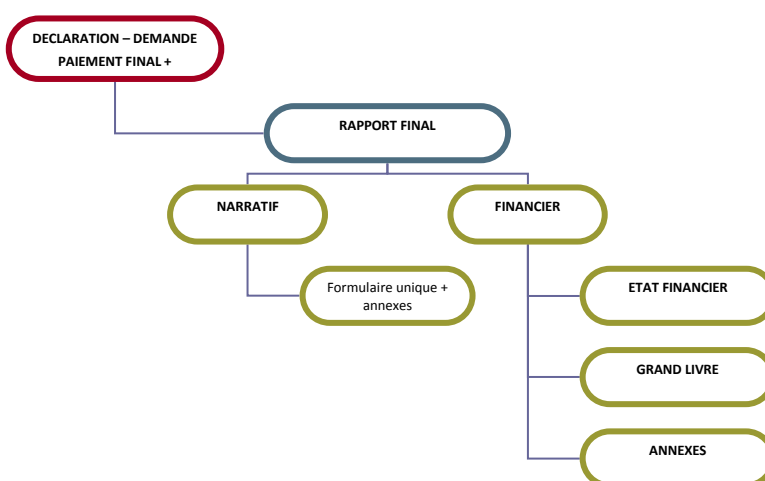 DECLARATION – DEMANDE
PAIEMENT FINAL +
RAPPORT FINAL
NARRATIF
FINANCIER
Formulaire unique +
annexes
ETAT FINANCIER
GRAND LIVRE
ANNEXES